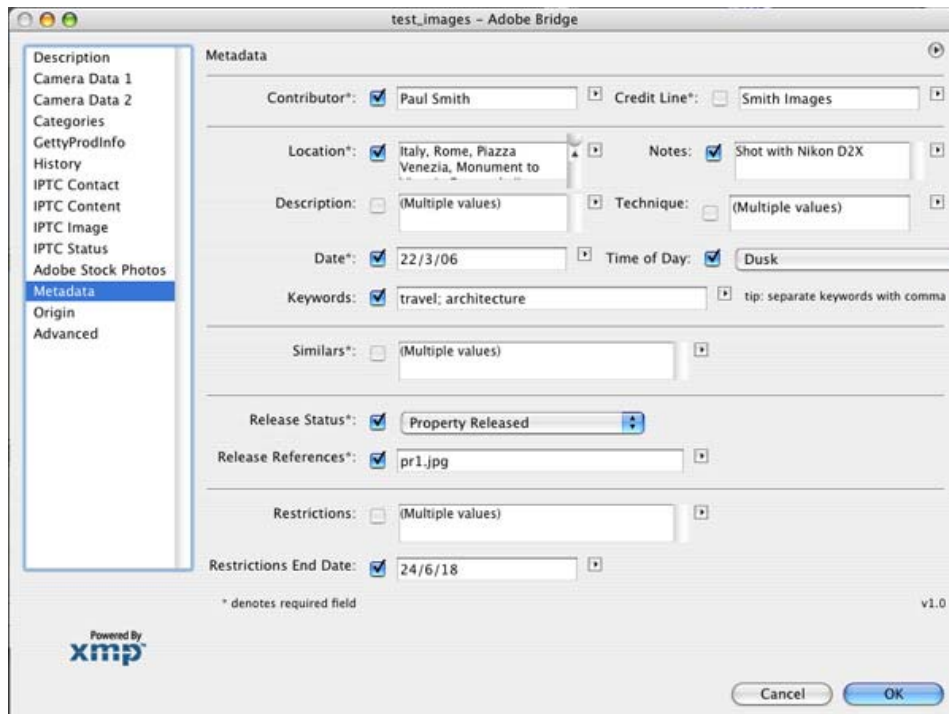 test_images – Adobe Bridge
Description
Camera Data 1
Camera Data 2
Categories
GettyProdInfo
History
IPTC Contact
IPTC Content
IPTC Image
IPTC Status
Adobe Stock Photos
Metadata
Origin
Advanced
Powered By
xmp™
Metadata
Contributor*: Paul Smith Credit Line*: Smith Images
Location*: Italy, Rome, Piazza
Venezia, Monument to
Notes: Shot with Nikon D2X
Description: (Multiple values) Technique: (Multiple values)
Date*: 22/3/06 Time of Day: Dusk
Keywords: travel; architecture tip: separate keywords with comma
Similars*: (Multiple values)
Release Status*: Property Released
Release References*: pr1.jpg
Restrictions: (Multiple values)
Restrictions End Date: 24/6/18
* denotes required field v1.0
Cancel OK